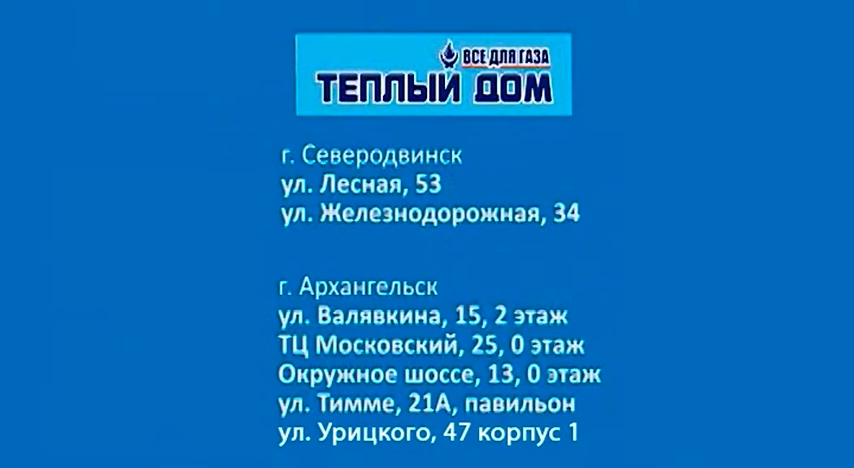 ВСЕ ДЛЯ ГАЗА
ТЕПЛЫЙ ДОМ
г. Северодвинск
ул. Лесная, 53
ул. Железнодорожная, 34
г. Архангельск
ул. Валявкина, 15, 2 этаж
ТЦ Московский, 25, 0 этаж
Окружное шоссе, 13, 0 этаж
ул. Тимме, 21А, павильон
ул. Урицкого, 47 корпус 1